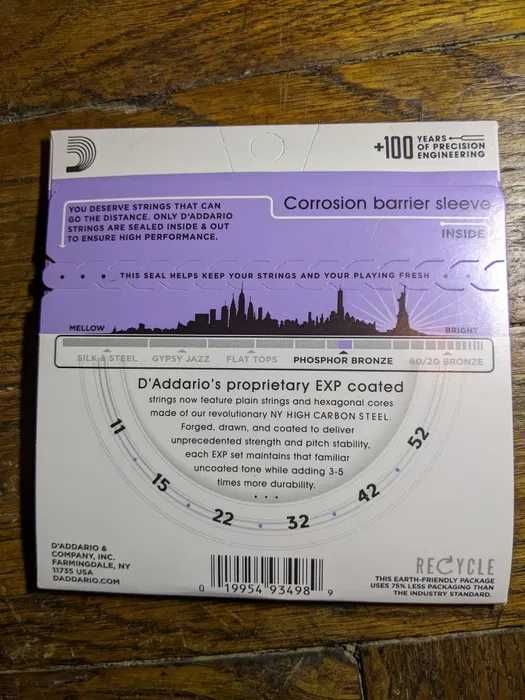 +100 YEARS OF PRECISION ENGINEERING
YOU DESERVE STRINGS THAT CAN
GO THE DISTANCE. ONLY D'ADDARIO
STRINGS ARE SEALED INSIDE & OUT
TO ENSURE HIGH PERFORMANCE.
Corrosion barrier sleeve
INSIDE
THIS SEAL HELPS KEEP YOUR STRINGS AND YOUR PLAYING FRESH
MELLOW
BRIGHT
SILK & STEEL GYPSY JAZZ FLAT TOPS PHOSPHOR BRONZE 80/20 BRONZE
D'Addario's proprietary EXP coated
strings now feature plain strings and hexagonal cores
made of our revolutionary NY HIGH CARBON STEEL.
Forged, drawn, and coated to deliver
unprecedented strength and pitch stability,
each EXP set maintains that familiar
uncoated tone while adding 3-5
times more durability.
11 15 22 32 42 52
D'ADDARIO &
COMPANY, INC.
FARMINGDALE, NY
11735 USA
DADDARIO.COM
0 19954 93498 9
RECYCLE
THIS EARTH-FRIENDLY PACKAGE
USES 75% LESS PACKAGING THAN
THE INDUSTRY STANDARD.